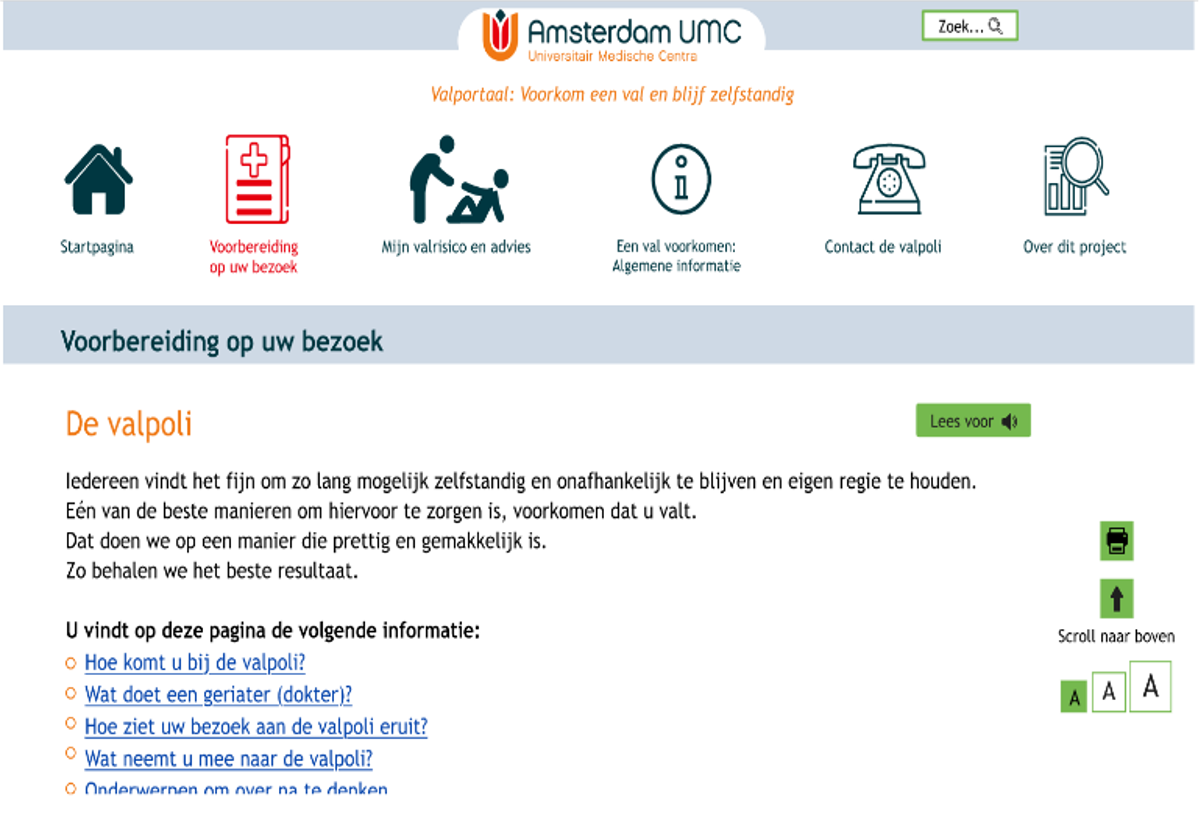 Amsterdam UMC
Universitair Medische Centra
Zoek...
Valportaal: Voorkom een val en blijf zelfstandig
Startpagina
Voorbereiding
op uw bezoek
Mijn valrisico en advies
Een val voorkomen:
Algemene informatie
Contact de valpoli
Over dit project
Voorbereiding op uw bezoek
De valpoli
Lees voor
Iedereen vindt het fijn om zo lang mogelijk zelfstandig en onafhankelijk te blijven en eigen regie te houden.
Eén van de beste manieren om hiervoor te zorgen is, voorkomen dat u valt.
Dat doen we op een manier die prettig en gemakkelijk is.
Zo behalen we het beste resultaat.
U vindt op deze pagina de volgende informatie:
Hoe komt u bij de valpoli?
Wat doet een geriater (dokter)?
Hoe ziet uw bezoek aan de valpoli eruit?
Wat neemt u mee naar de valpoli?
Onderwerpen om over na te denken
Scroll naar boven
A A A